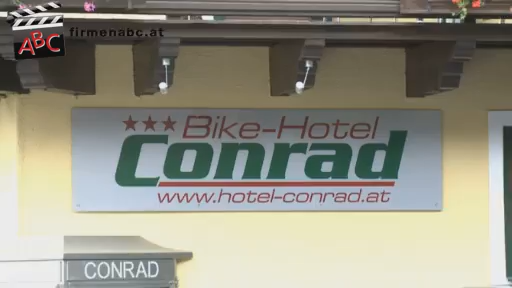 firmenabc.at
ABC
★★★ Bike-Hotel
Conrad
www.hotel-conrad.at
CONRAD